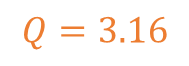 Q = 3.16